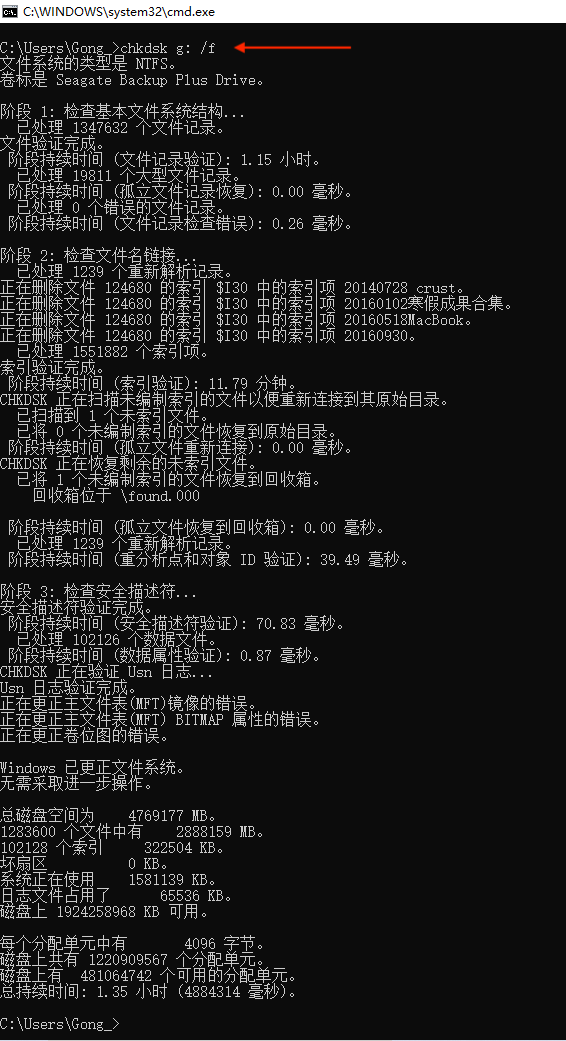 C:\WINDOWS\system32\cmd.exe
C:\Users\Gong_>chkdsk g: /f
文件系统的类型是 NTFS。
卷标是 Seagate Backup Plus Drive。
阶段 1: 检查基本文件系统结构...
已处理 1347632 个文件记录。
文件验证完成。
阶段持续时间 (文件记录验证): 1.15 小时。
已处理 19811 个大型文件记录。
阶段持续时间 (孤立文件记录恢复): 0.00 毫秒。
已处理 0 个错误的文件记录。
阶段持续时间 (文件记录检查错误): 0.26 毫秒。
阶段 2: 检查文件名链接...
已处理 1239 个重新解析记录。
正在删除文件 124680 的索引 $I30 中的索引项 20140728 crust。
正在删除文件 124680 的索引 $I30 中的索引项 20160102寒假成果合集。
正在删除文件 124680 的索引 $I30 中的索引项 20160518MacBook。
正在删除文件 124680 的索引 $I30 中的索引项 20160930。
已处理 1551882 个索引项。
索引验证完成。
阶段持续时间 (索引验证): 11.79 分钟。
CHKDSK 正在扫描未编制索引的文件以便重新连接到其原始目录。
已扫描到 1 个未索引文件。
已将 0 个未编制索引的文件恢复到原始目录。
阶段持续时间 (孤立文件重新连接): 0.00 毫秒。
CHKDSK 正在恢复剩余的未索引文件。
已将 1 个未编制索引的文件恢复到回收箱。
回收箱位于 \found.000
阶段持续时间 (孤立文件恢复到回收箱): 0.00 毫秒。
已处理 1239 个重新解析记录。
阶段持续时间 (重分析点和对象 ID 验证): 39.49 毫秒。
阶段 3: 检查安全描述符...
安全描述符验证完成。
阶段持续时间 (安全描述符验证): 70.83 毫秒。
已处理 102126 个数据文件。
阶段持续时间 (数据属性验证): 0.87 毫秒。
CHKDSK 正在验证 Usn 日志...
Usn 日志验证完成。
正在更正主文件表(MFT)镜像的错误。
正在更正主文件表(MFT) BITMAP 属性的错误。
正在更正卷位图的错误。
Windows 已更正文件系统。
无需采取进一步操作。
总磁盘空间为 4769177 MB。
1283600 个文件中有 2888159 MB。
102128 个索引 322504 KB。
坏扇区 0 KB。
系统正在使用 1581139 KB。
日志文件占用了 65536 KB。
磁盘上 1924258968 KB 可用。
每个分配单元中有 4096 字节。
磁盘上共有 1220909567 个分配单元。
磁盘上有 481064742 个可用的分配单元。
总持续时间: 1.35 小时 (4884314 毫秒)。
C:\Users\Gong_>